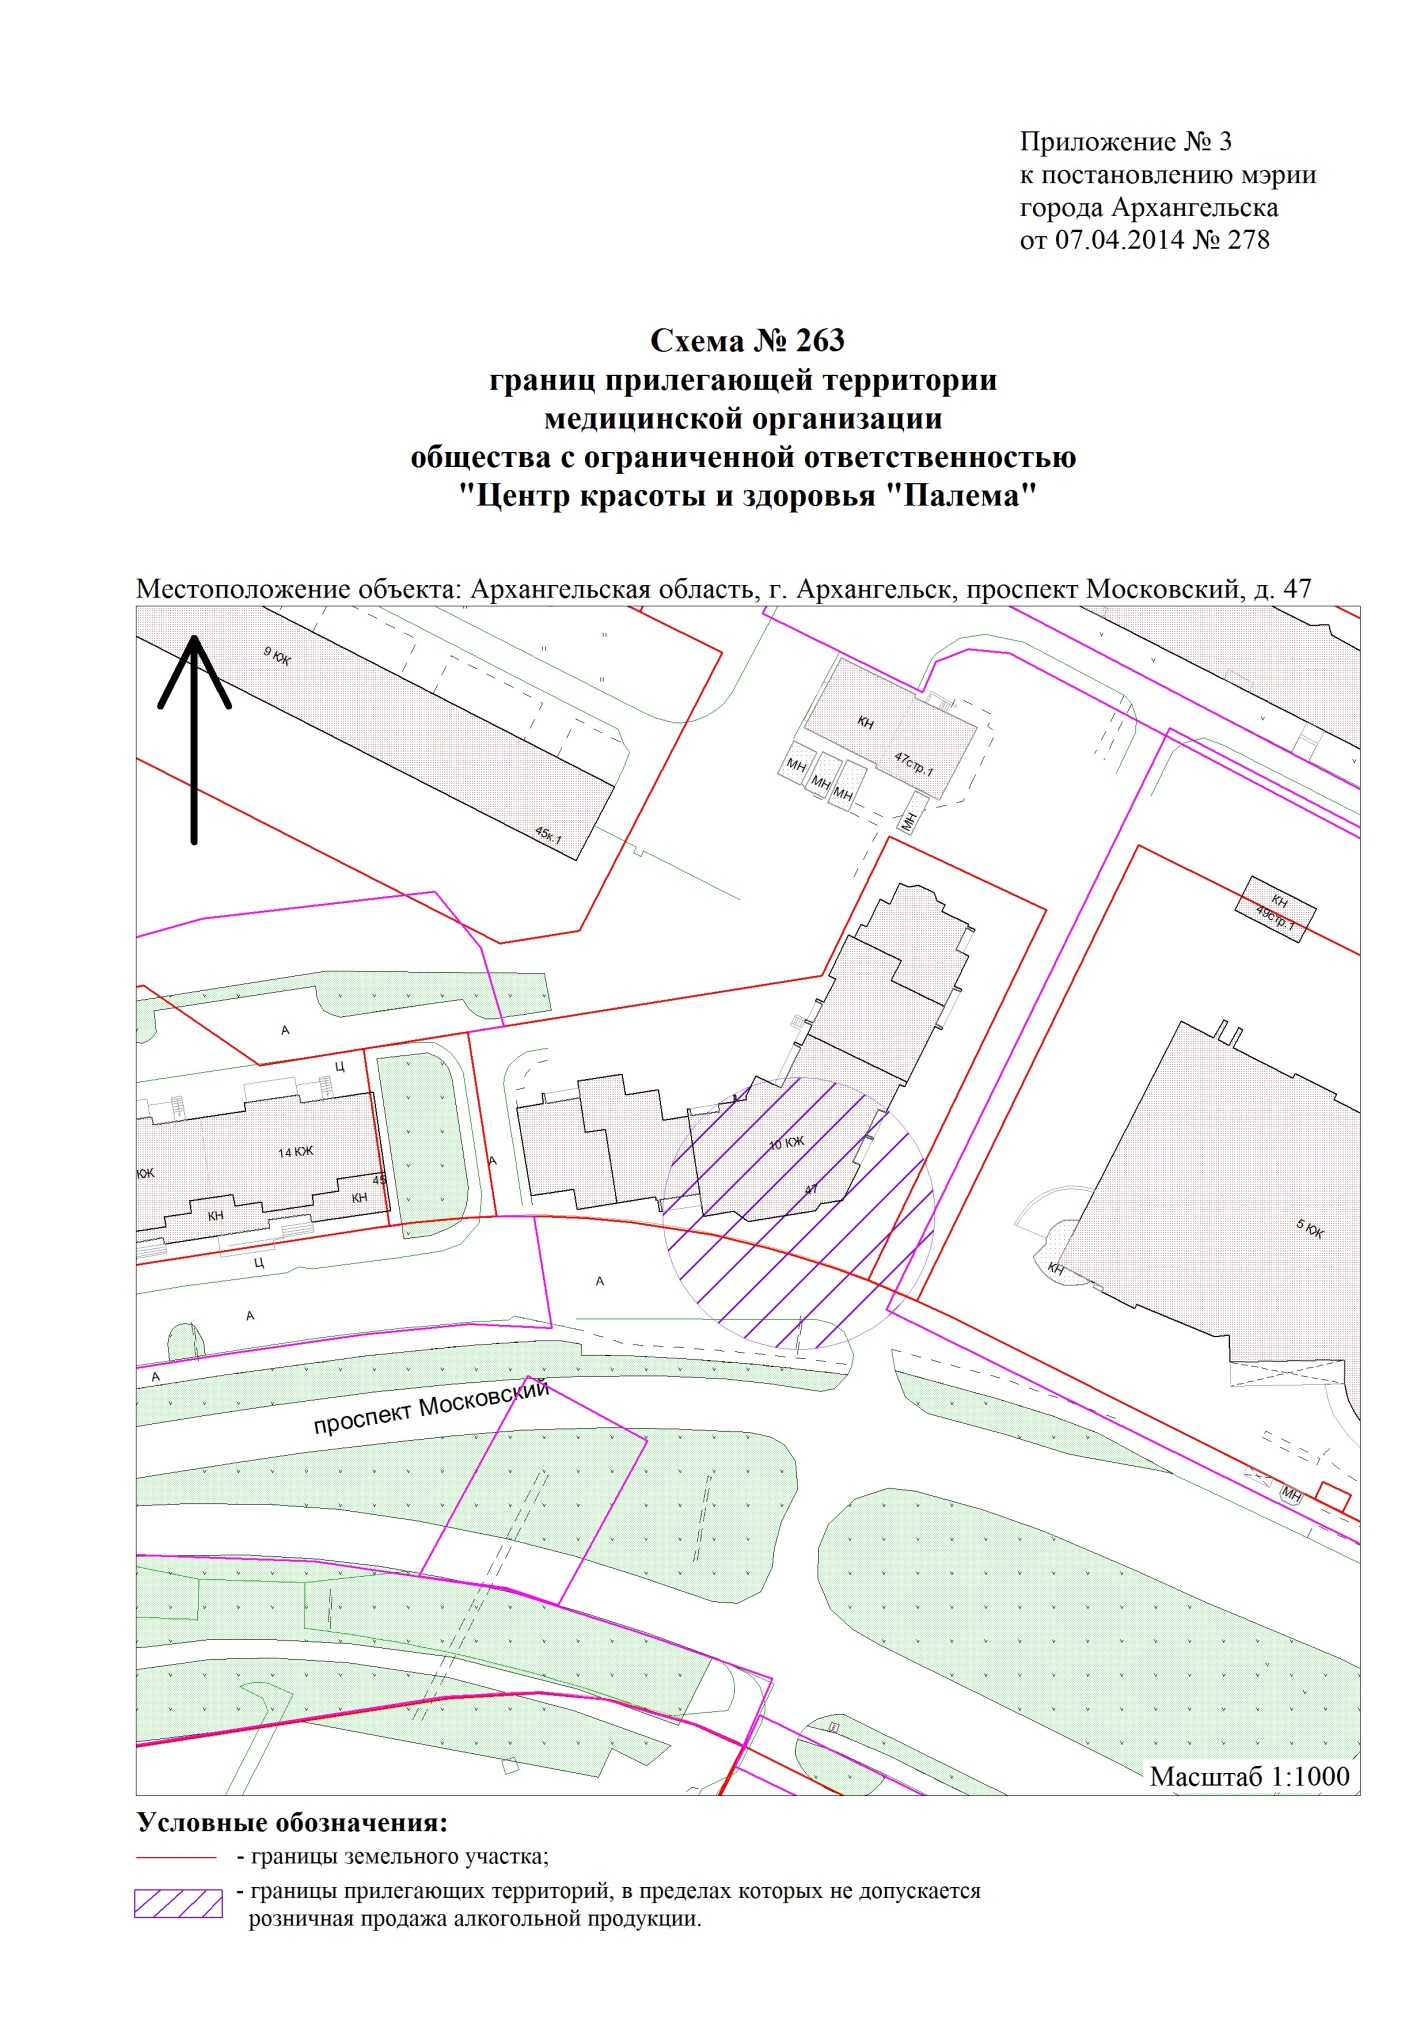 Приложение № 3
к постановлению мэрии
города Архангельска
от 07.04.2014 № 278
Схема № 263
границ прилегающей территории
медицинской организации
общества с ограниченной ответственностью
"Центр красоты и здоровья "Палема"
Местоположение объекта: Архангельская область, г. Архангельск, проспект Московский, д. 47
9 КЖ
45к.1
КН
47стр.1
МН
МН
МН
МН
КН
49стр.1
А
Ц
14 КЖ
КЖ
45
КН
КН
А
10 КЖ
47
5 КЖ
КН
Ц
А
А
А
проспект Московский
МН
Масштаб 1:1000
Условные обозначения:
- границы земельного участка;
- границы прилегающих территорий, в пределах которых не допускается
розничная продажа алкогольной продукции.